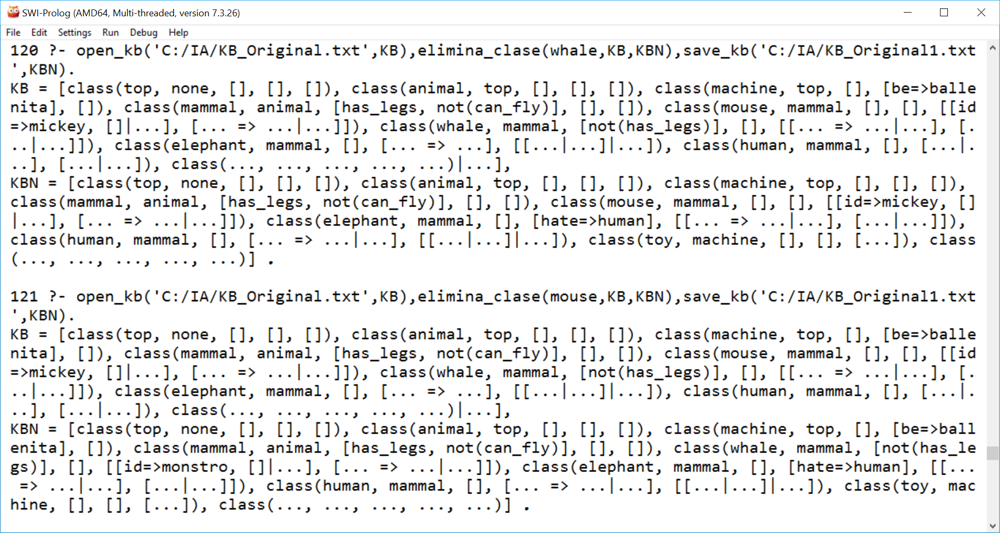 SWI-Prolog (AMD64, Multi-threaded, version 7.3.26)
File Edit Settings Run Debug Help
120 ?- open_kb('C:/IA/KB_Original.txt',KB),elimina_clase(whale,KB,KBN),save_kb('C:/IA/KB_Original1.txt
',KBN).
KB = [class(top, none, [], [], []), class(animal, top, [], [], []), class(machine, top, [], [be=>balle
nita], []), class(mammal, animal, [has_legs, not(can_fly)], [], []), class(mouse, mammal, [], [], [[id
=>mickey, []|...], [... => ...|...]]), class(whale, mammal, [not(has_legs)], [], [[... => ...|...], [.
..|...]]), class(elephant, mammal, [], [... => ...], [[...|...]|...]), class(human, mammal, [], [...|.
..], [...|...]), class(..., ..., ..., ..., ...)|...],
KBN = [class(top, none, [], [], []), class(animal, top, [], [], []), class(machine, top, [], [], []),
class(mammal, animal, [has_legs, not(can_fly)], [], []), class(mouse, mammal, [], [], [[id=>mickey, []
|...], [... => ...|...]]), class(elephant, mammal, [], [hate=>human], [[... => ...|...], [...|...]]),
class(human, mammal, [], [... => ...|...], [[...|...]|...]), class(toy, machine, [], [], [...]), class
(..., ..., ..., ..., ...)] .
121 ?- open_kb('C:/IA/KB_Original.txt',KB),elimina_clase(mouse,KB,KBN),save_kb('C:/IA/KB_Original1.txt
',KBN).
KB = [class(top, none, [], [], []), class(animal, top, [], [], []), class(machine, top, [], [be=>balle
nita], []), class(mammal, animal, [has_legs, not(can_fly)], [], []), class(mouse, mammal, [], [], [[id
=>mickey, []|...], [... => ...|...]]), class(whale, mammal, [not(has_legs)], [], [[... => ...|...], [.
..|...]]), class(elephant, mammal, [], [... => ...], [[...|...]|...]), class(human, mammal, [], [...|.
..], [...|...]), class(..., ..., ..., ..., ...)|...],
KBN = [class(top, none, [], [], []), class(animal, top, [], [], []), class(machine, top, [], [be=>ball
enita], []), class(mammal, animal, [has_legs, not(can_fly)], [], []), class(whale, mammal, [not(has_le
gs)], [], [[id=>monstro, []|...], [... => ...|...]]), class(elephant, mammal, [], [hate=>human], [[...
 => ...|...], [...|...]]), class(human, mammal, [], [... => ...|...], [[...|...]|...]), class(toy, mac
hine, [], [], [...]), class(..., ..., ..., ..., ...)] .